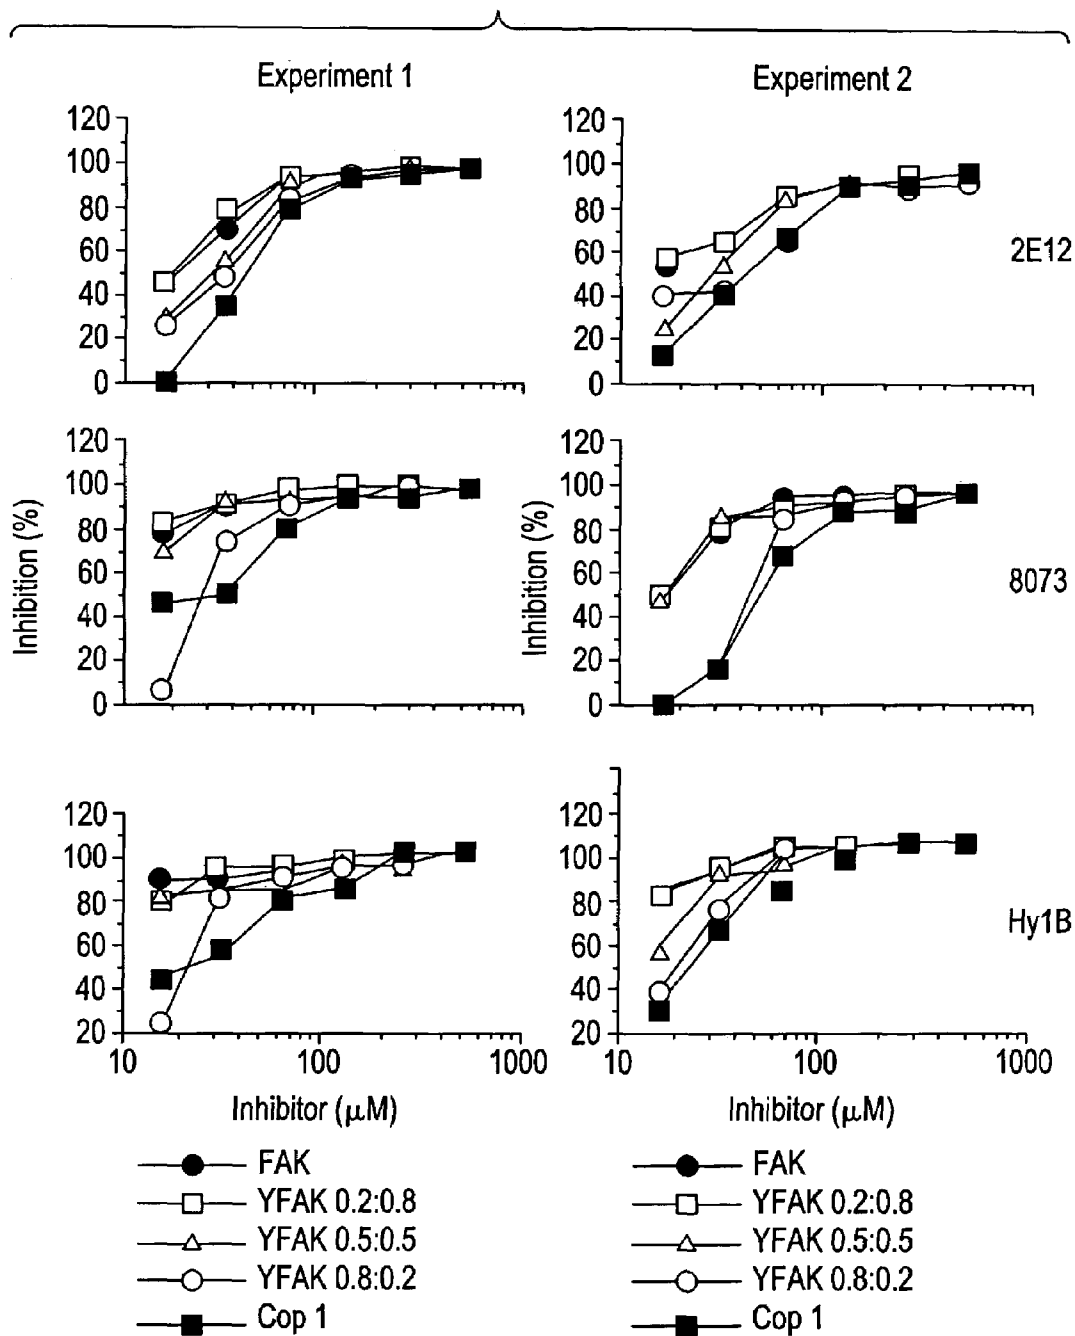 Experiment 1
Experiment 2
120
100
80
60
40
20
0
120
100
80
60
40
20
0
2E12
120
100
80
60
40
20
0
120
100
80
60
40
20
0
8073
Inhibition (%)
Inhibition (%)
120
100
80
60
40
20
120
100
80
60
40
20
Hy1B
10
100
1000
10
100
1000
Inhibitor (μM)
Inhibitor (μM)
FAK
YFAK 0.2:0.8
YFAK 0.5:0.5
YFAK 0.8:0.2
Cop 1
FAK
YFAK 0.2:0.8
YFAK 0.5:0.5
YFAK 0.8:0.2
Cop 1